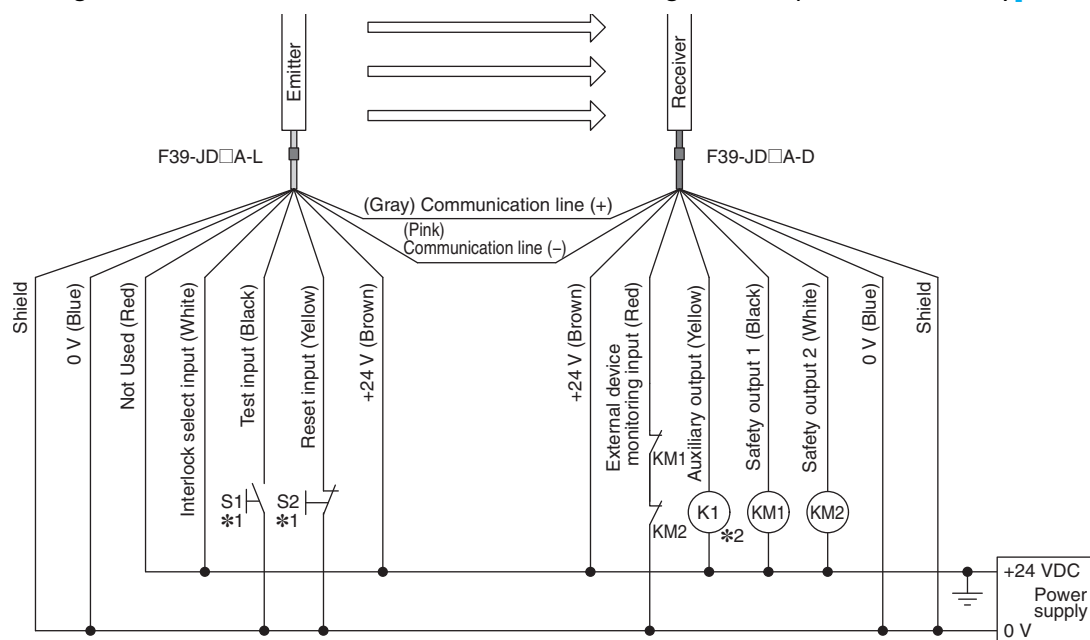 Emitter
Receiver
F39-JD□A-L
F39-JD□A-D
(Gray) Communication line (+)
(Pink)
Communication line (–)
Shield
0 V (Blue)
Not Used (Red)
Interlock select input (White)
Test input (Black)
Reset input (Yellow)
+24 V (Brown)
+24 V (Brown)
External device
monitoring input (Red)
Auxiliary output (Yellow)
Safety output 1 (Black)
Safety output 2 (White)
0 V (Blue)
Shield
KM1
S1
*1
S2
*1
KM2
K1
*2
KM1
KM2
+24 VDC
Power
supply
0 V